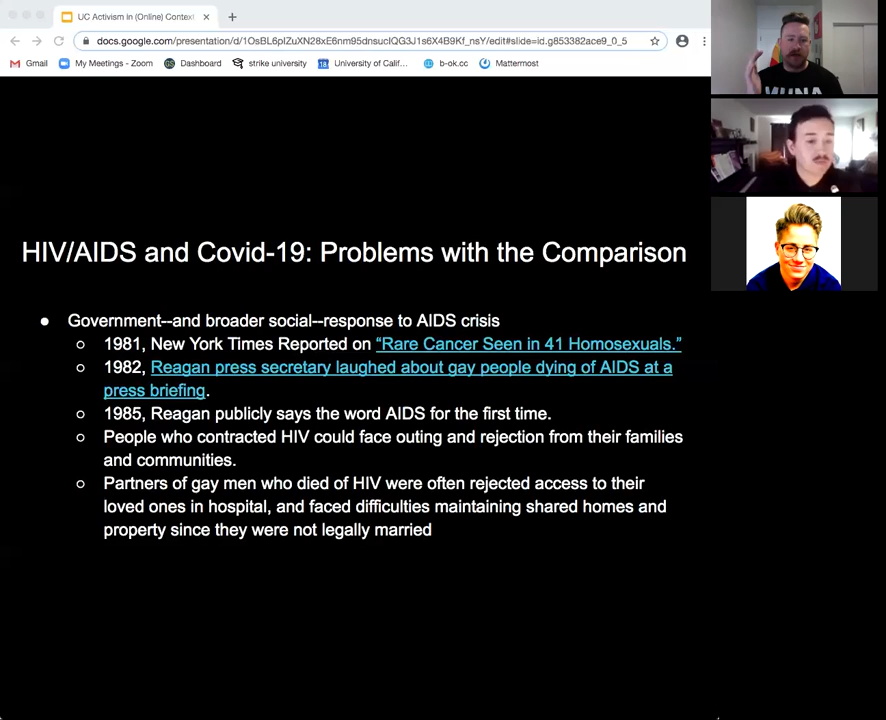 UC Activism In (Online) Context
docs.google.com/presentation/d/1OsBL6pIZuXN28xE6nm95dnsucIQG3J1s6X4B9Kf_nsY/edit#slide=id.g853382ace9_0_5
Gmail My Meetings - Zoom Dashboard strike university University of Calif... b-ok.cc Mattermost
MUNA
HIV/AIDS and Covid-19: Problems with the Comparison
● Government--and broader social--response to AIDS crisis
○ 1981, New York Times Reported on “Rare Cancer Seen in 41 Homosexuals.”
○ 1982, Reagan press secretary laughed about gay people dying of AIDS at a
press briefing.
○ 1985, Reagan publicly says the word AIDS for the first time.
○ People who contracted HIV could face outing and rejection from their families
and communities.
○ Partners of gay men who died of HIV were often rejected access to their
loved ones in hospital, and faced difficulties maintaining shared homes and
property since they were not legally married